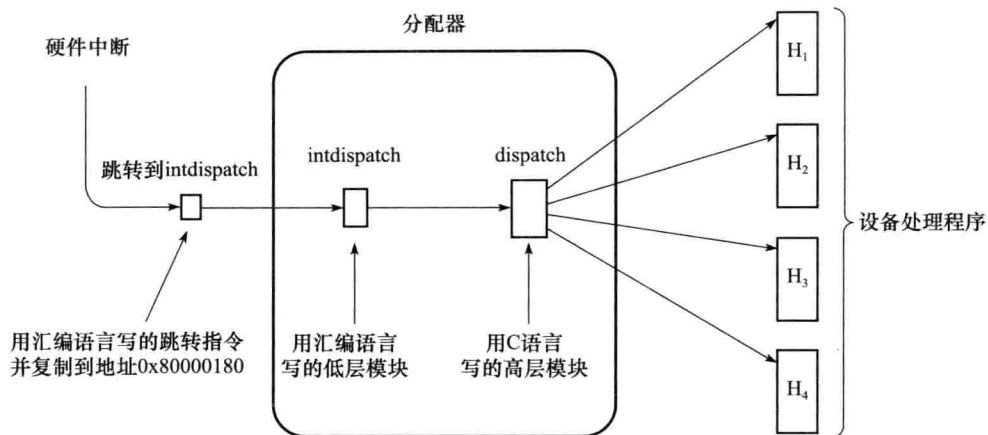 分配器
硬件中断
跳转到intdispatch
intdispatch
dispatch
H₁
H₂
H₃
H₄
设备处理程序
用汇编语言写的跳转指令
并复制到地址0x80000180
用汇编语言
写的低层模块
用C语言
写的高层模块